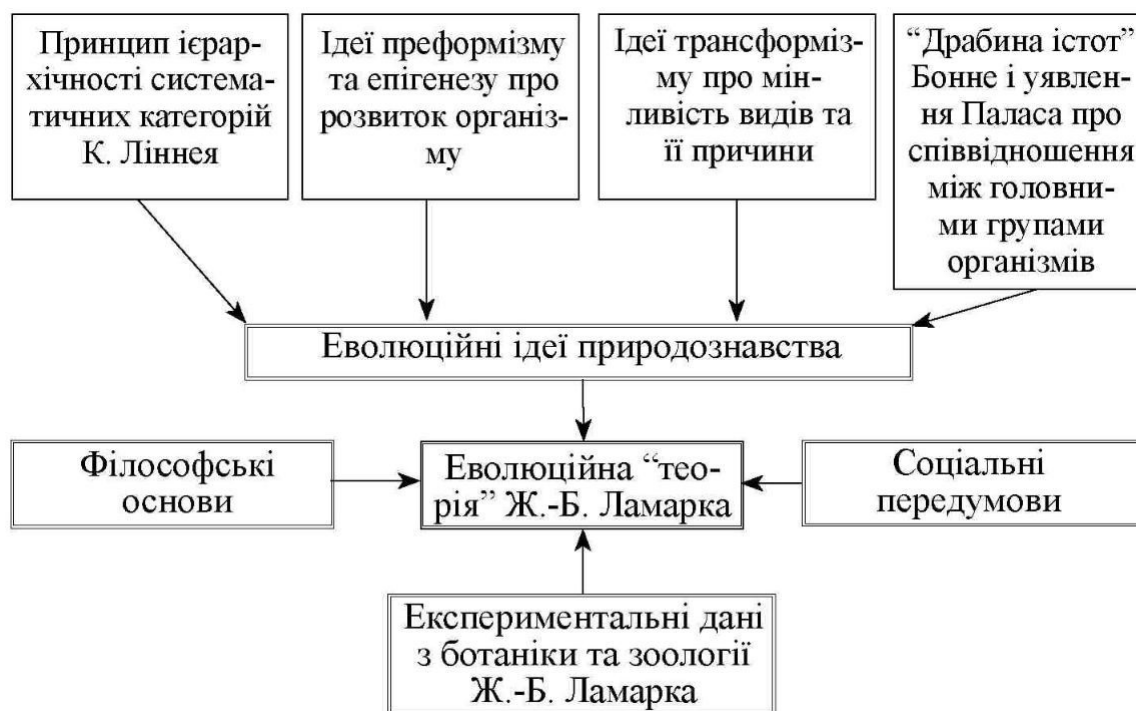 Принцип ієрар-
хічності система-
тичних категорій
К. Ліннея
Ідеї преформізму
та епігенезу про
розвиток організ-
му
Ідеї трансформіз-
му про мін-
ливість видів та
її причини
“Драбина істот”
Бонне і уявлен-
ня Паласа про
співвідношення
між головни-
ми групами
організмів
Еволюційні ідеї природознавства
Філософські
основи
Еволюційна “тео-
рія” Ж.-Б. Ламарка
Соціальні
передумови
Експериментальні дані
з ботаніки та зоології
Ж.-Б. Ламарка